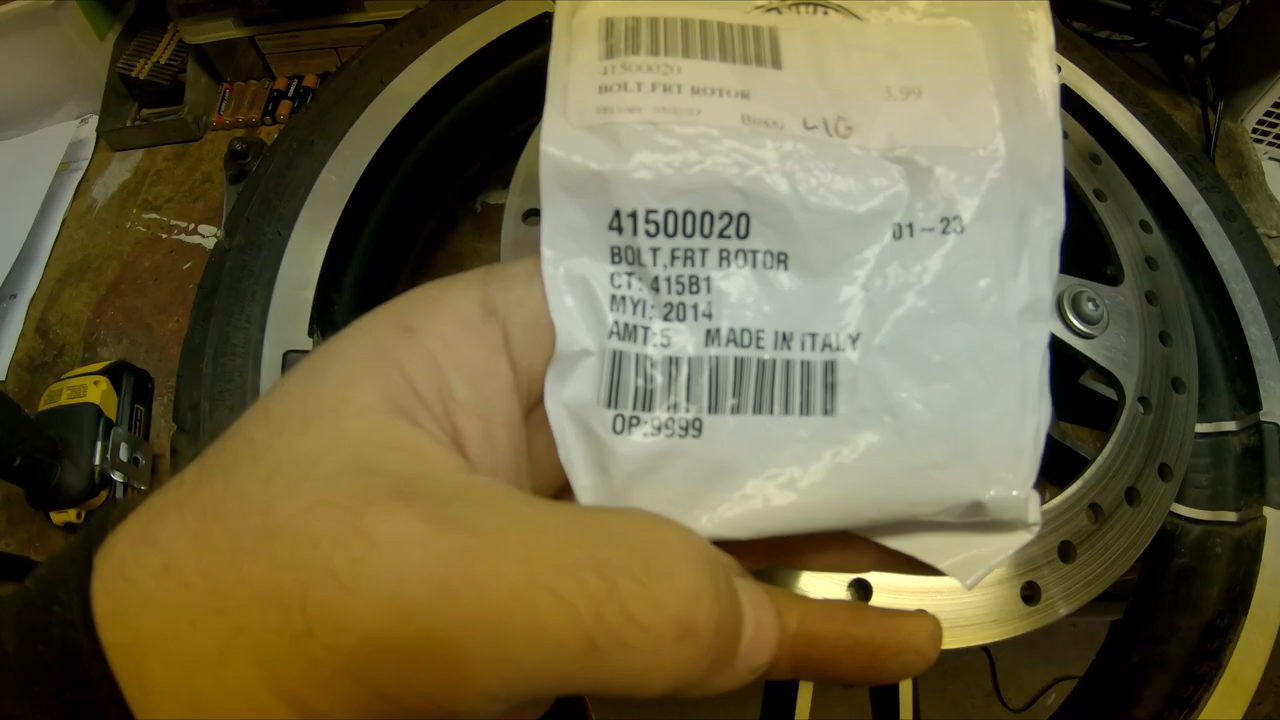 41500020
BOLT,FRT ROTOR
3.99
41500020
01-23
BOLT,FRT ROTOR
CT: 415B1
MYI: 2014
AMT:5 MADE IN ITALY
OP:9999